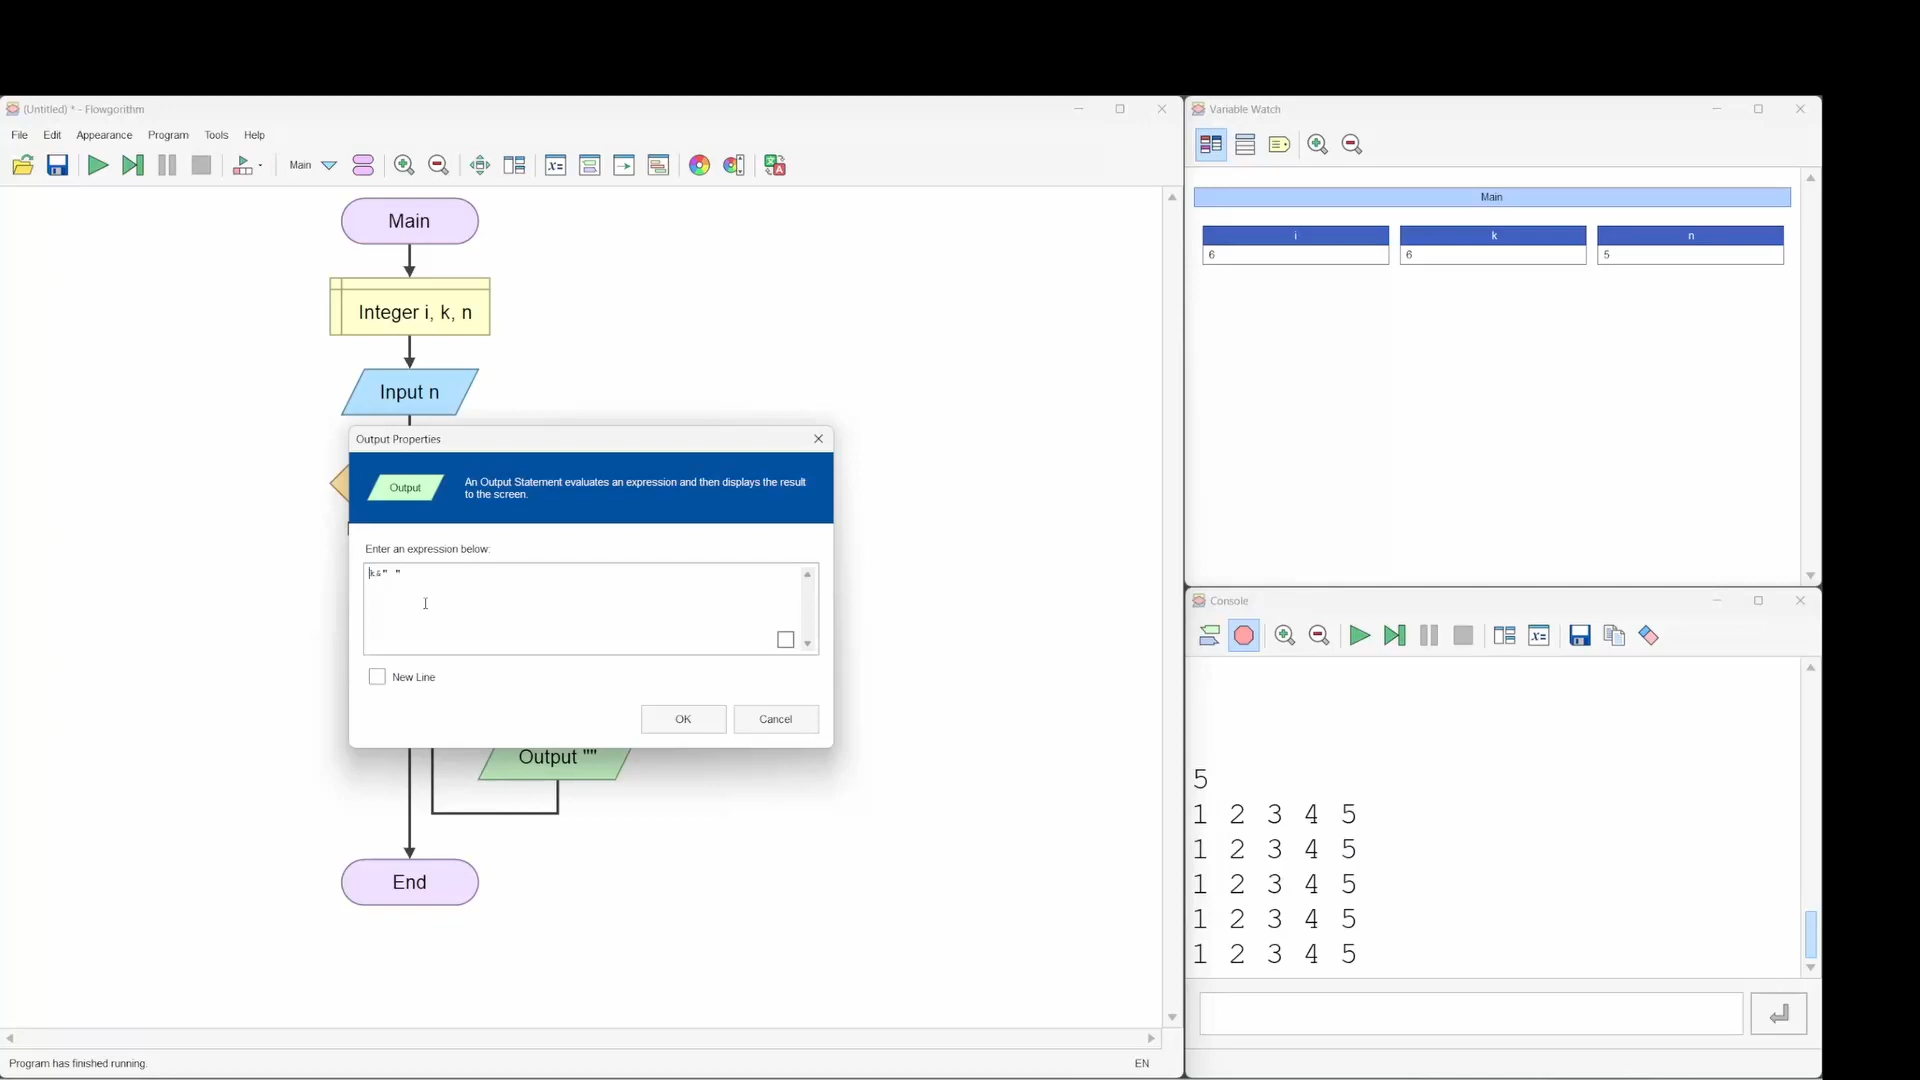 (Untitled) * - Flowgorithm
File Edit Appearance Program Tools Help
Main
Main
Integer i, k, n
Input n
Output Properties
Output
An Output Statement evaluates an expression and then displays the result
to the screen.
Enter an expression below:
k&" "
New Line
OK Cancel
Output ""
End
Program has finished running.
EN
Variable Watch
Main
i k n
6 6 5
Console
5
1 2 3 4 5
1 2 3 4 5
1 2 3 4 5
1 2 3 4 5
1 2 3 4 5